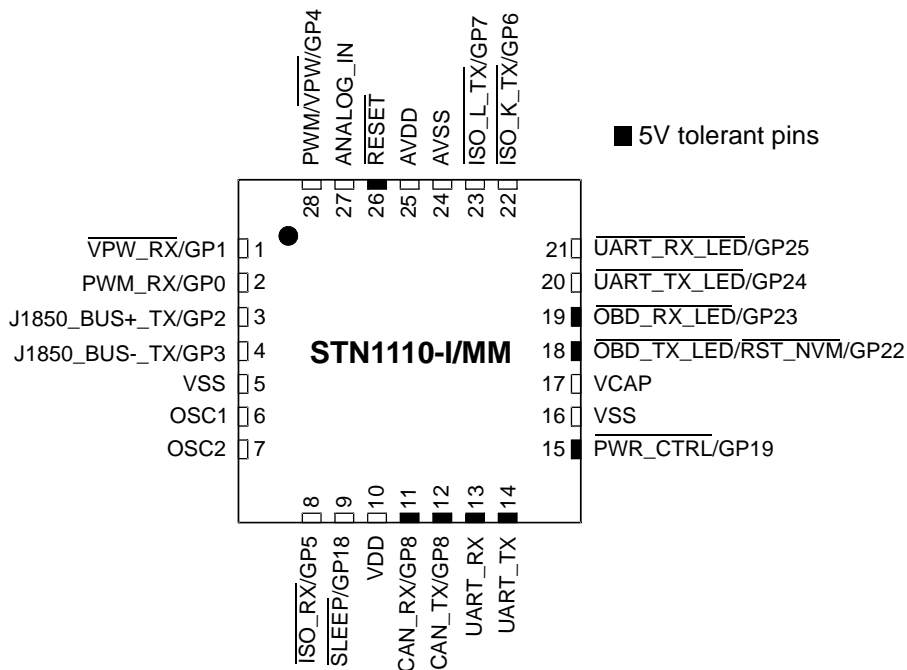 PWM/VPW/GP4
ANALOG_IN
RESET
AVDD
AVSS
ISO_L_TX/GP7
ISO_K_TX/GP6
5V tolerant pins
28
27
26
25
24
23
22
VPW_RX/GP1 1
PWM_RX/GP0 2
J1850_BUS+_TX/GP2 3
J1850_BUS-_TX/GP3 4
VSS 5
OSC1 6
OSC2 7
STN1110-I/MM
21 UART_RX_LED/GP25
20 UART_TX_LED/GP24
19 OBD_RX_LED/GP23
18 OBD_TX_LED/RST_NVM/GP22
17 VCAP
16 VSS
15 PWR_CTRL/GP19
8
9
10
11
12
13
14
ISO_RX/GP5
SLEEP/GP18
VDD
CAN_RX/GP8
CAN_TX/GP8
UART_RX
UART_TX